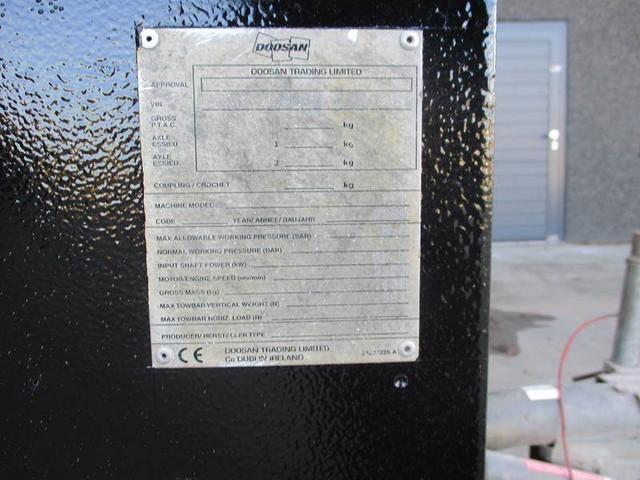 DOOSAN
DOOSAN TRADING LIMITED
APPROVAL
VIN
GROSS
P.T.A.C. kg
AXLE
ESSIEU 1 kg
AXLE
ESSIEU 2 kg
COUPLING / CROCHET kg
MACHINE MODEL
CODE YEAR/ ANNEE/ BAUJAHR
MAX ALLOWABLE WORKING PRESSURE (BAR)
NORMAL WORKING PRESSURE (BAR)
INPUT SHAFT POWER (kW)
MOTOR/ENGINE SPEED (rev/min)
GROSS MASS (kg)
MAX TOWBAR VERTICAL WEIGHT (N)
MAX TOWBAR HORIZ. LOAD (N)
PRODUCER/ HERSTELLER TYPE
CE DOOSAN TRADING LIMITED
Co DUBLIN IRELAND